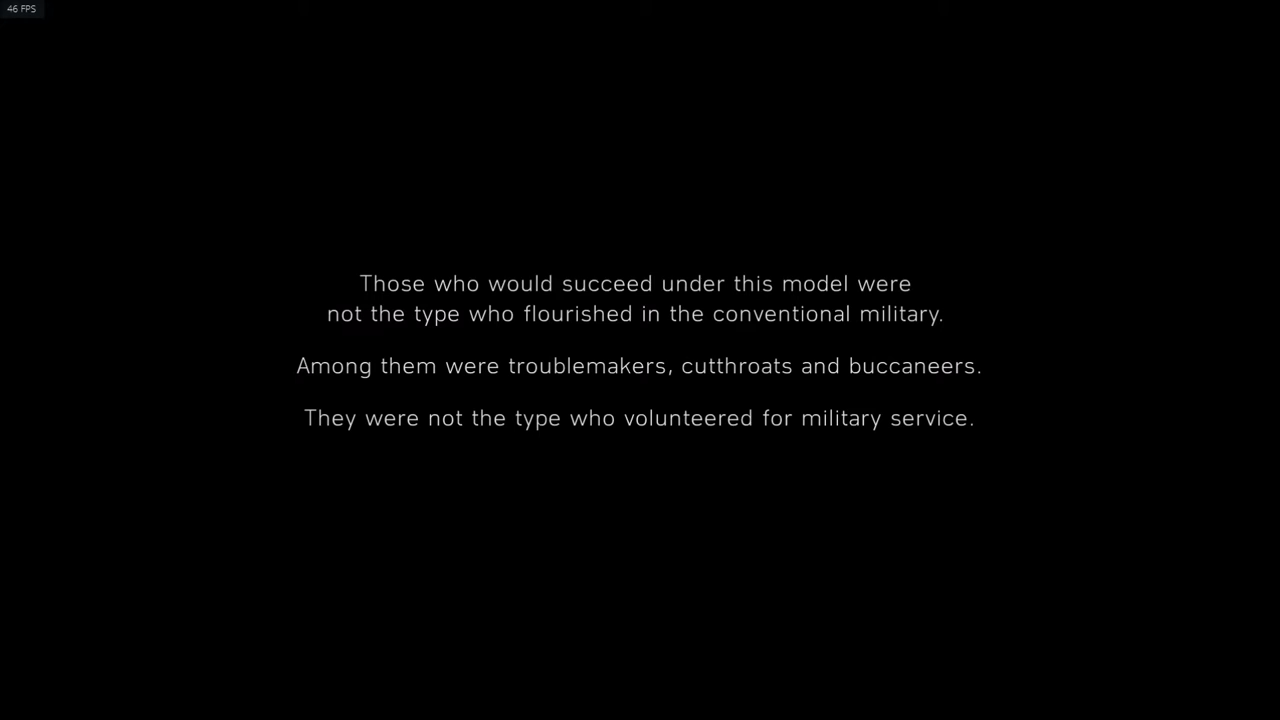 46 FPS
Those who would succeed under this model were
not the type who flourished in the conventional military.
Among them were troublemakers, cutthroats and buccaneers.
They were not the type who volunteered for military service.